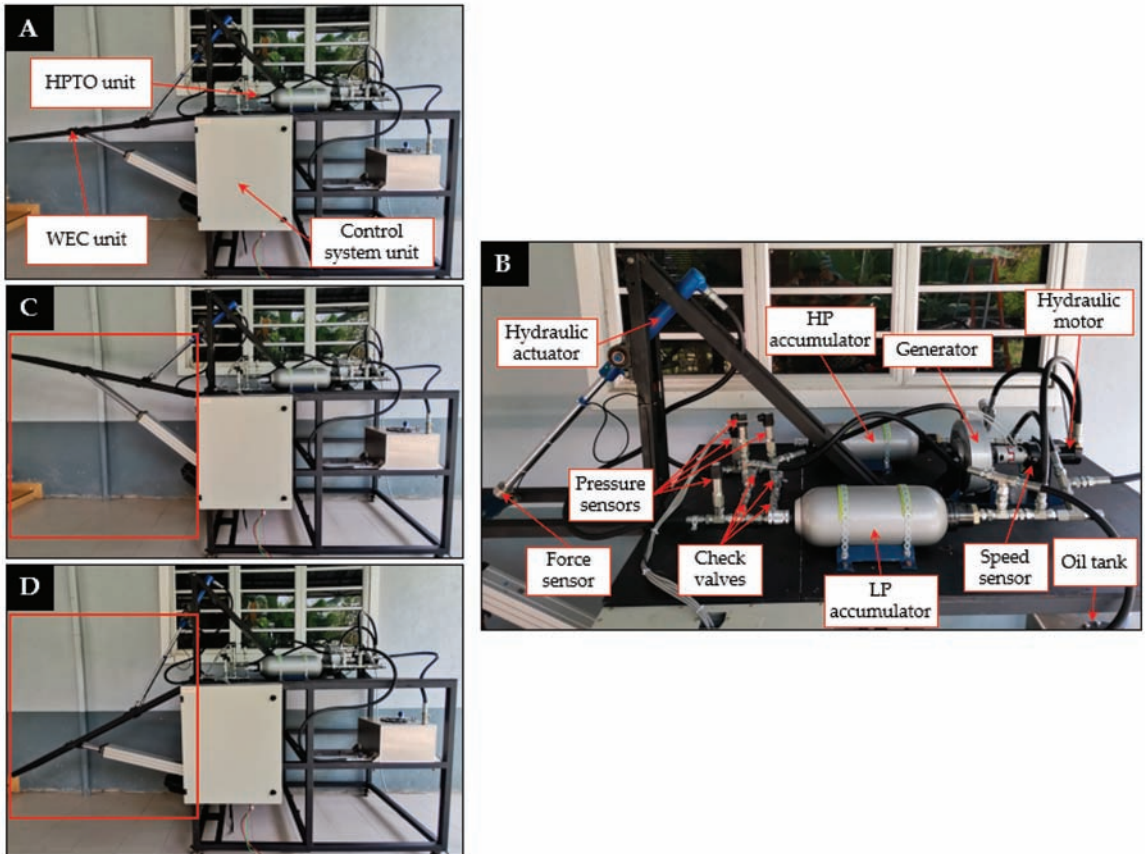 A
HPTO unit
WEC unit
Control
system unit
C
D
B
Hydraulic
actuator
HP
accumulator
Generator
Hydraulic
motor
Pressure
sensors
Force
sensor
Check
valves
LP
accumulator
Speed
sensor
Oil tank